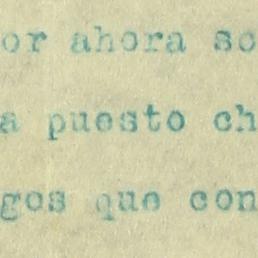 or ahora so
a puesto ch
gos que con